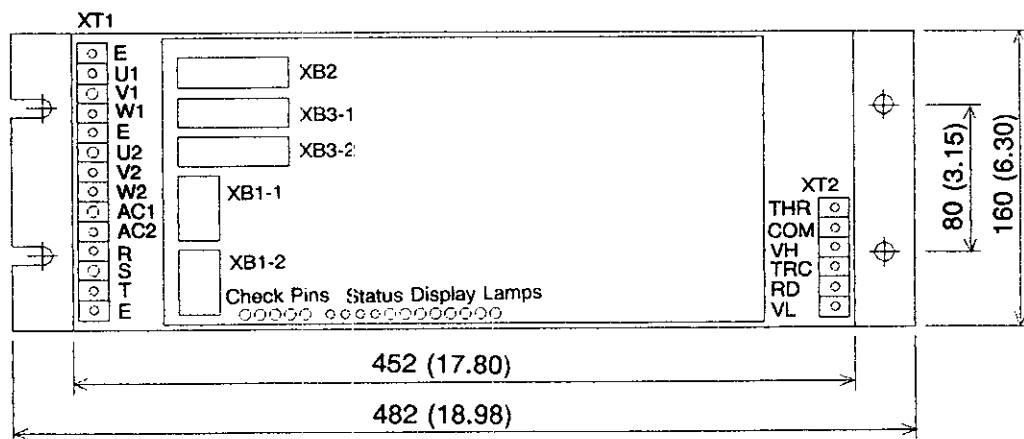 XT1
E
U1
V1
W1
E
U2
V2
W2
AC1
AC2
R
S
T
E
XB2
XB3-1
XB3-2
XB1-1
XB1-2
Check Pins Status Display Lamps
XT2
THR
COM
VH
TRC
RD
VL
80 (3.15)
160 (6.30)
452 (17.80)
482 (18.98)